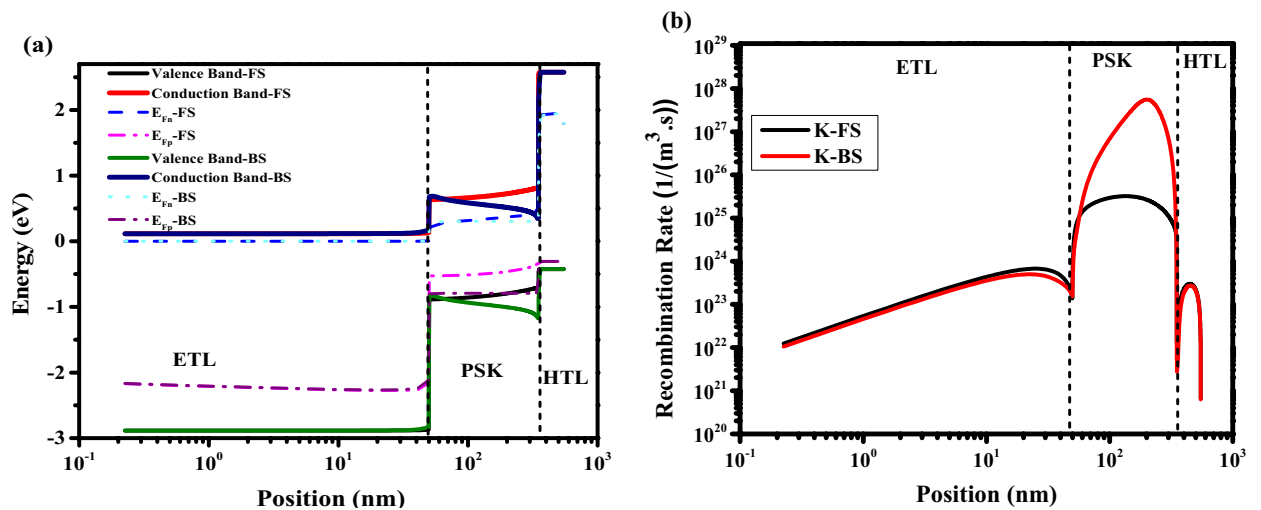 (a)
Valence Band-FS
Conduction Band-FS
E_Fn-FS
E_Fp-FS
Valence Band-BS
Conduction Band-BS
E_Fn-BS
E_Fp-BS
ETL
PSK
HTL
Energy (eV)
2
1
0
-1
-2
-3
10^-1
10^0
10^1
10^2
10^3
Position (nm)
(b)
ETL
PSK
HTL
K-FS
K-BS
Recombination Rate (1/(m^3.s))
10^29
10^28
10^27
10^26
10^25
10^24
10^23
10^22
10^21
10^20
10^-1
10^0
10^1
10^2
10^3
Position (nm)